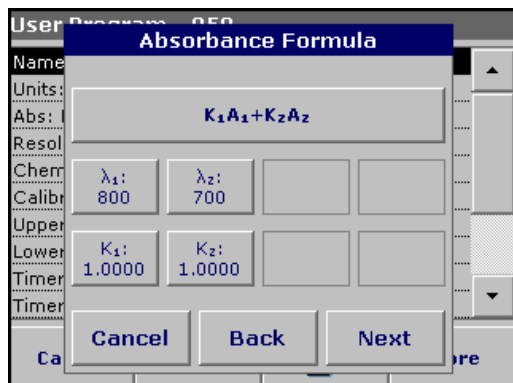 User Program
Absorbance Formula
Name
Units:
Abs:
Resol
Chem
Calibr
Upper
Lower
Timer
Timer
K₁A₁+K₂A₂
λ₁: λ₂:
800 700
K₁: K₂:
1.0000 1.0000
Cancel Back Next
Ca ore